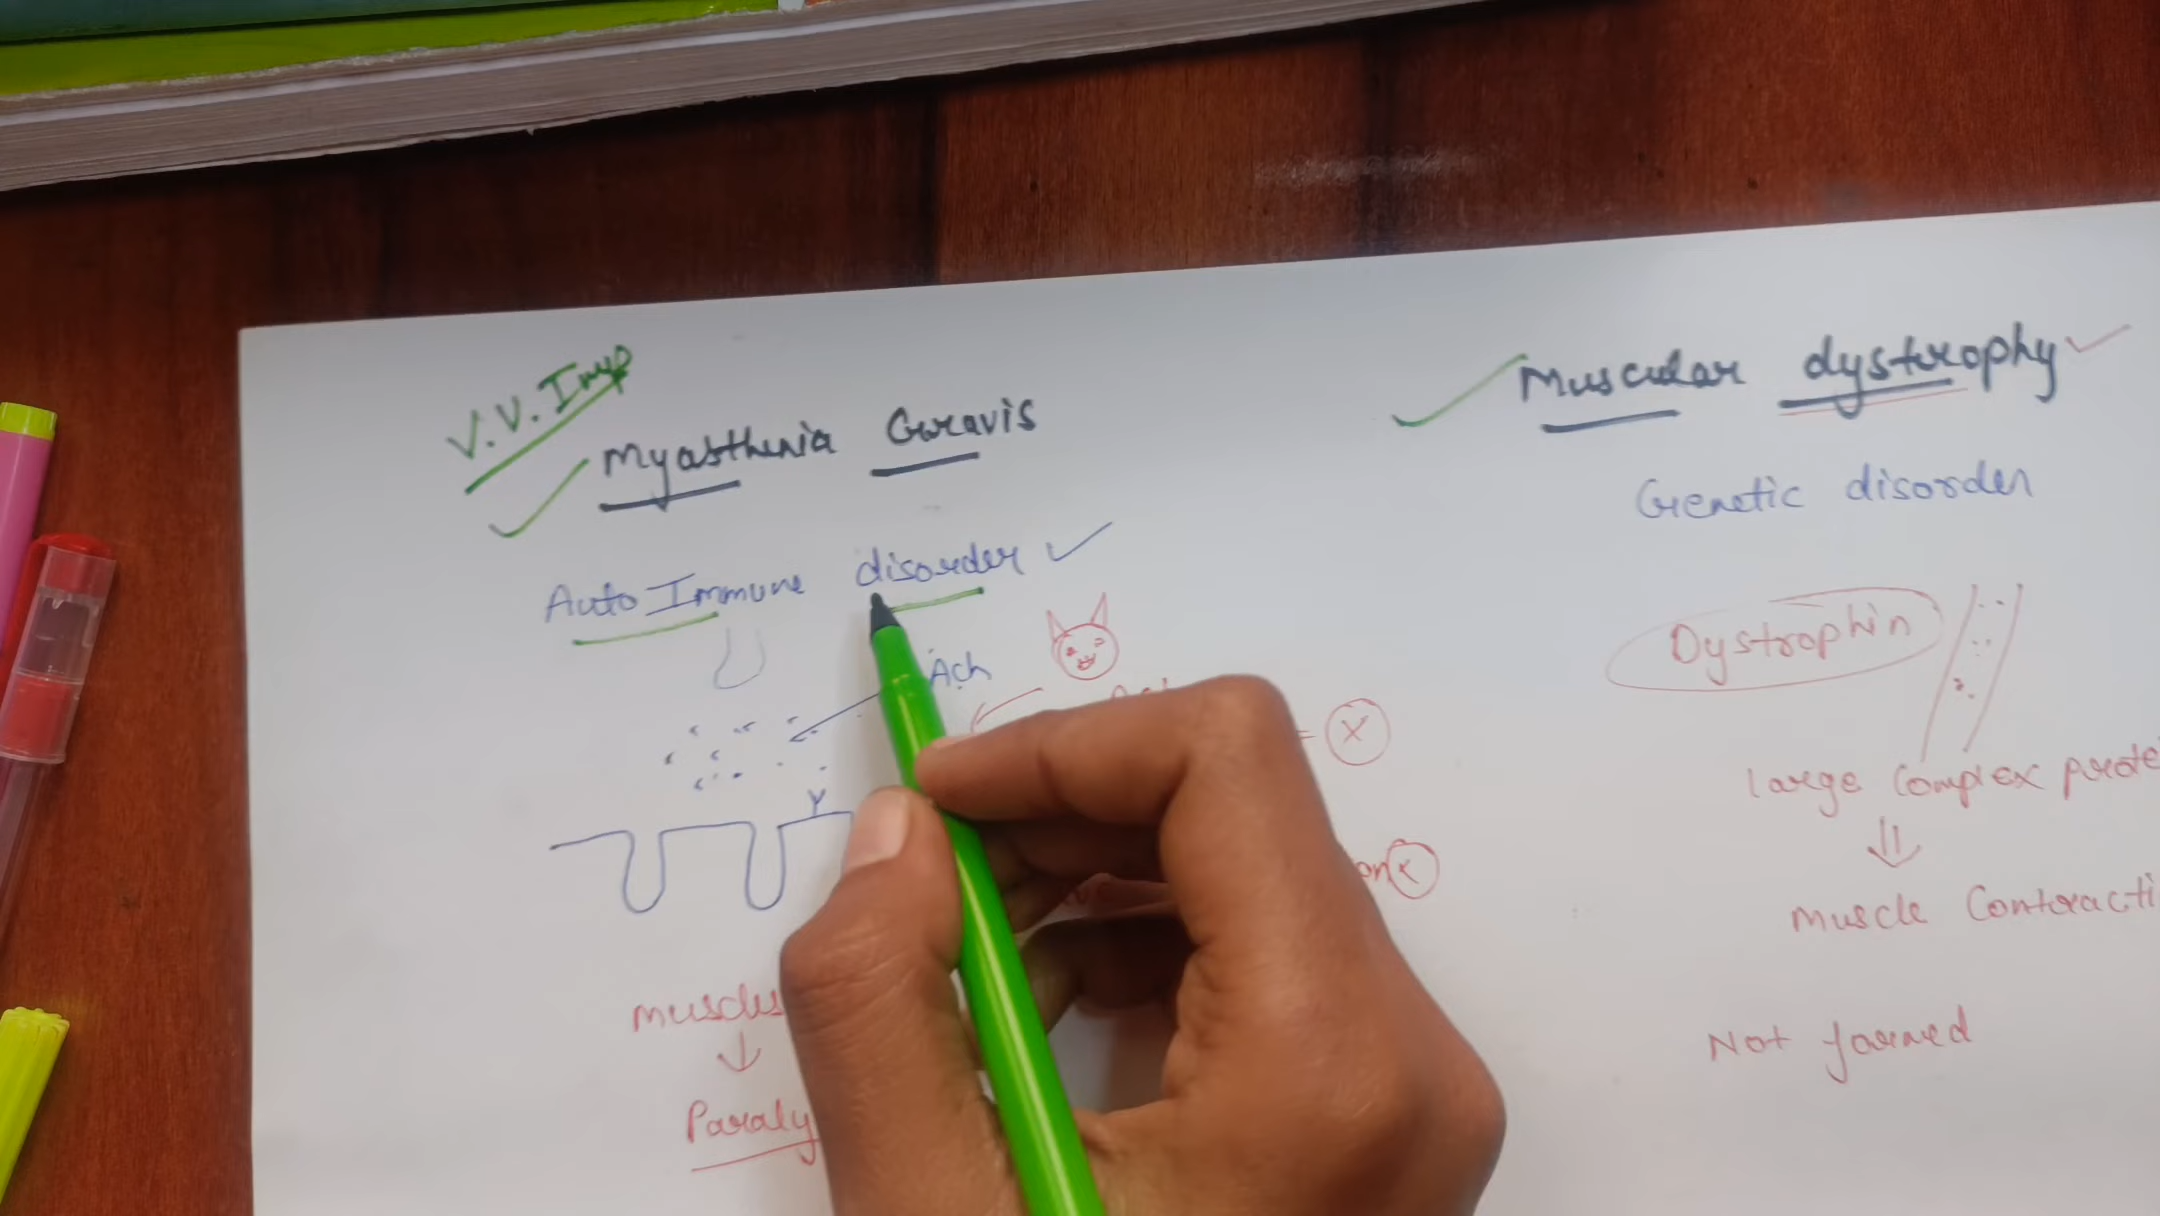 V.V. Imp
Myasthenia Gravis
Auto Immune disorder
Ach
Y
= X
muscles
Paraly
Muscular dystrophy
Genetic disorder
Dystrophin
large complex prote
Muscle Contracti
Not formed